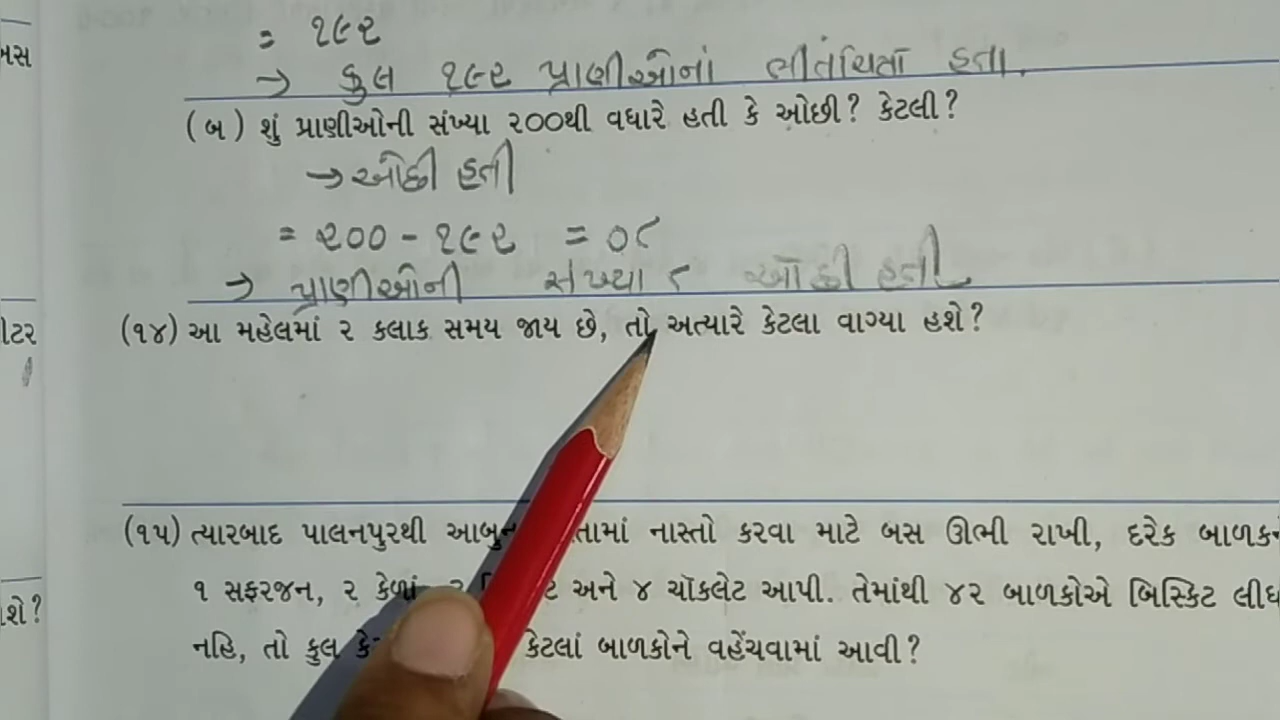 = ૧૯૨
→ કુલ ૧૯૨ પ્રાણીઓનાં ભીતચિત્રો હતા.
(બ) શું પ્રાણીઓની સંખ્યા ૨૦૦થી વધારે હતી કે ઓછી? કેટલી?
→ ઓછી હતી
= ૨૦૦ - ૧૯૨ = ૦૮
→ પ્રાણીઓની સંખ્યા ૮ ઓછી હતી
(૧૪) આ મહેલમાં ૨ કલાક સમય જાય છે, તો અત્યારે કેટલા વાગ્યા હશે?
ીટર
(૧૫) ત્યારબાદ પાલનપુરથી નાસ્તો કરવા માટે બસ ઊભી રાખી, દરેક
૧ સફરજન, ૨ કેળાં, અને ૪ ચૉકલેટ આપી. તેમાંથી ૪૨ બાળકોએ બિસ્કિટ
શે?
નહિ, તો કુલ કેટલાં બાળકોને વહેંચવામાં આવી?